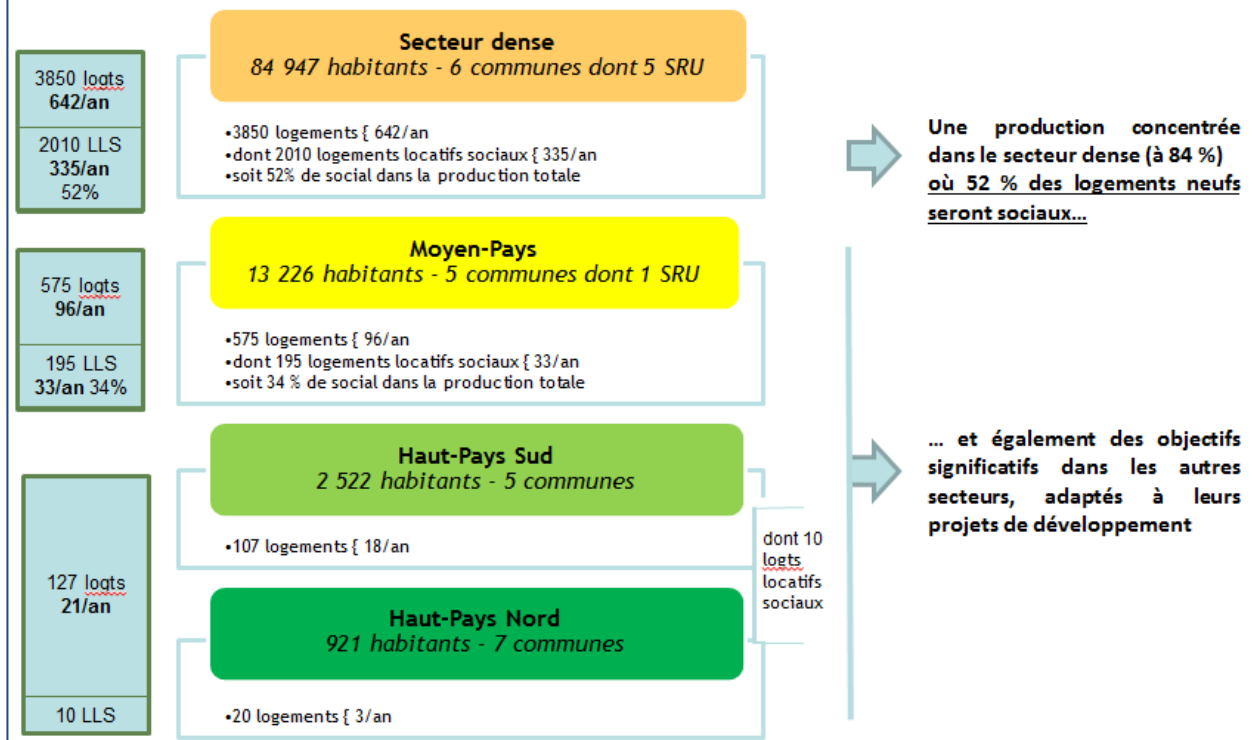 3850 logts
642/an
2010 LLS
335/an
52%
Secteur dense
84 947 habitants - 6 communes dont 5 SRU
•3850 logements { 642/an
•dont 2010 logements locatifs sociaux { 335/an
•soit 52% de social dans la production totale
Une production concentrée
dans le secteur dense (à 84 %)
où 52 % des logements neufs
seront sociaux...
575 logts
96/an
195 LLS
33/an 34%
Moyen-Pays
13 226 habitants - 5 communes dont 1 SRU
•575 logements { 96/an
•dont 195 logements locatifs sociaux { 33/an
•soit 34 % de social dans la production totale
127 logts
21/an
10 LLS
Haut-Pays Sud
2 522 habitants - 5 communes
•107 logements { 18/an
Haut-Pays Nord
921 habitants - 7 communes
•20 logements { 3/an
dont 10
logts
locatifs
sociaux
... et également des objectifs
significatifs dans les autres
secteurs, adaptés à leurs
projets de développement